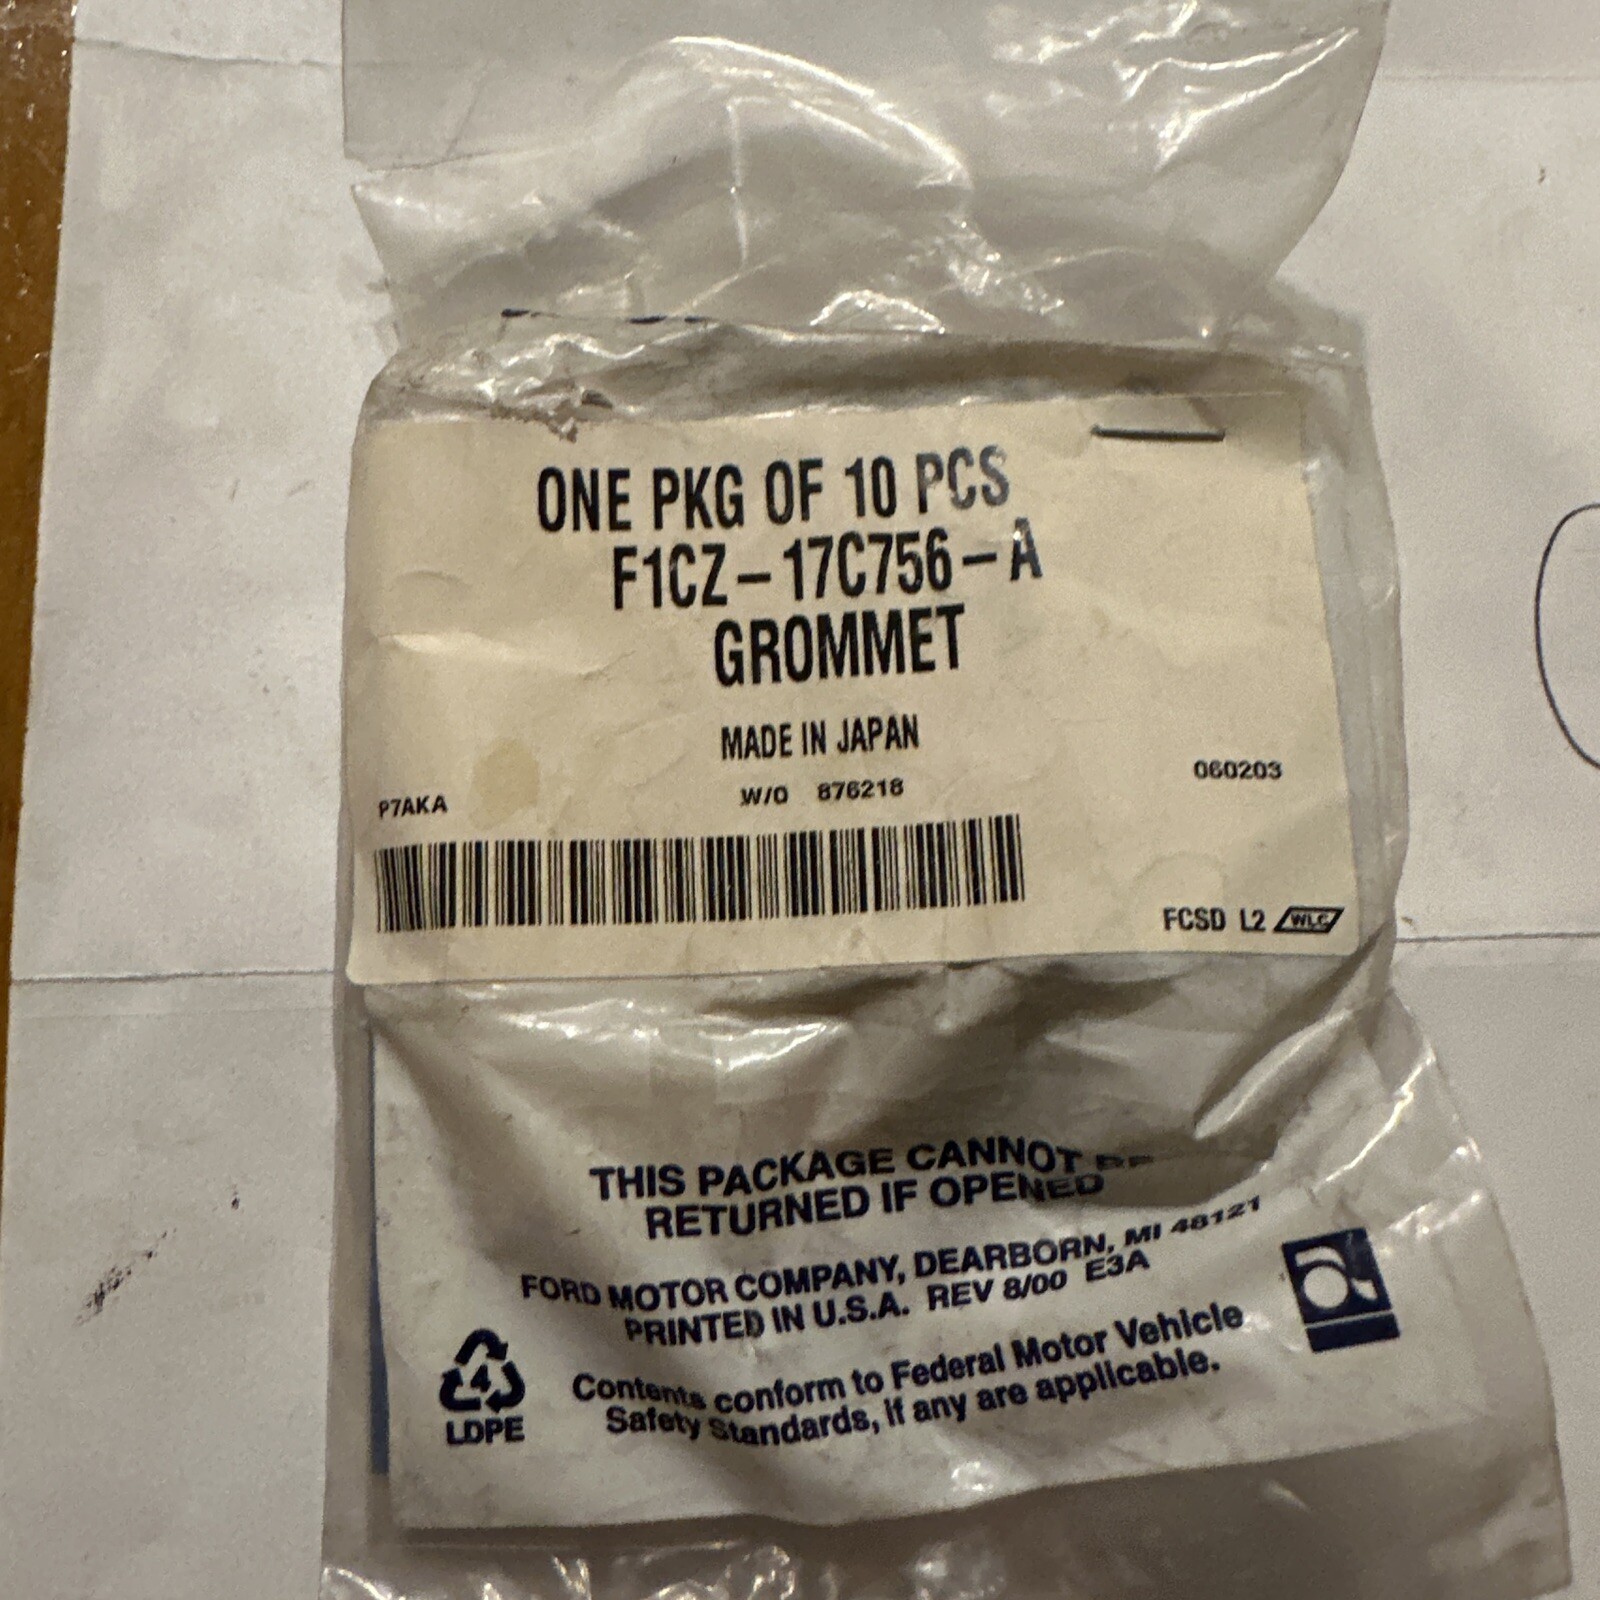 ONE PKG OF 10 PCS
F1CZ-17C756-A
GROMMET
MADE IN JAPAN
P7AKA W/O 876218 060203
FCSD L2 WLC
THIS PACKAGE CANNOT BE
RETURNED IF OPENED
FORD MOTOR COMPANY, DEARBORN, MI 48121
PRINTED IN U.S.A. REV 8/00 E3A
Contents conform to Federal Motor Vehicle
Safety Standards, if any are applicable.
4
LDPE